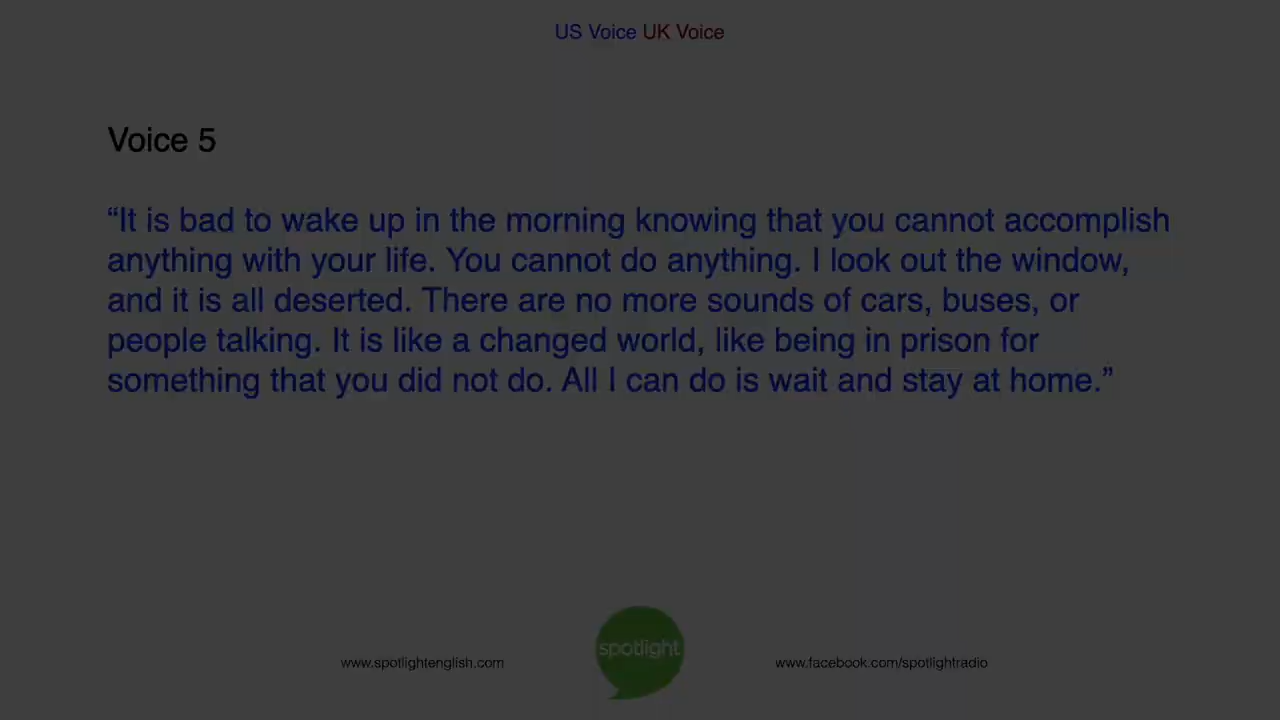 US Voice UK Voice
Voice 5
“It is bad to wake up in the morning knowing that you cannot accomplish
anything with your life. You cannot do anything. I look out the window,
and it is all deserted. There are no more sounds of cars, buses, or
people talking. It is like a changed world, like being in prison for
something that you did not do. All I can do is wait and stay at home.”
spotlight
www.spotlightenglish.com
www.facebook.com/spotlightradio